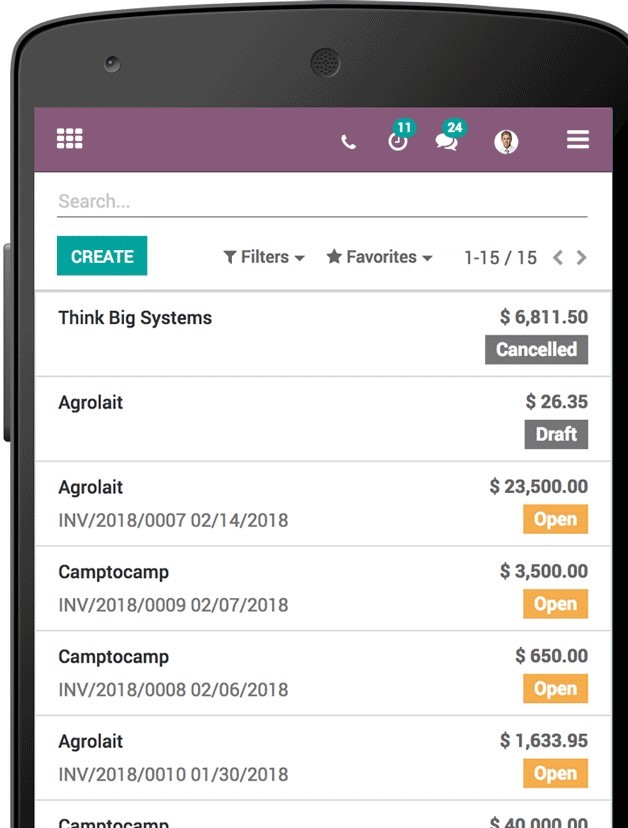 11 24
Search...
CREATE Filters Favorites 1-15 / 15
Think Big Systems $ 6,811.50
Cancelled
Agrolait $ 26.35
Draft
Agrolait $ 23,500.00
INV/2018/0007 02/14/2018 Open
Camptocamp $ 3,500.00
INV/2018/0009 02/07/2018 Open
Camptocamp $ 650.00
INV/2018/0008 02/06/2018 Open
Agrolait $ 1,633.95
INV/2018/0010 01/30/2018 Open
Camptocamp $ 40,000.00